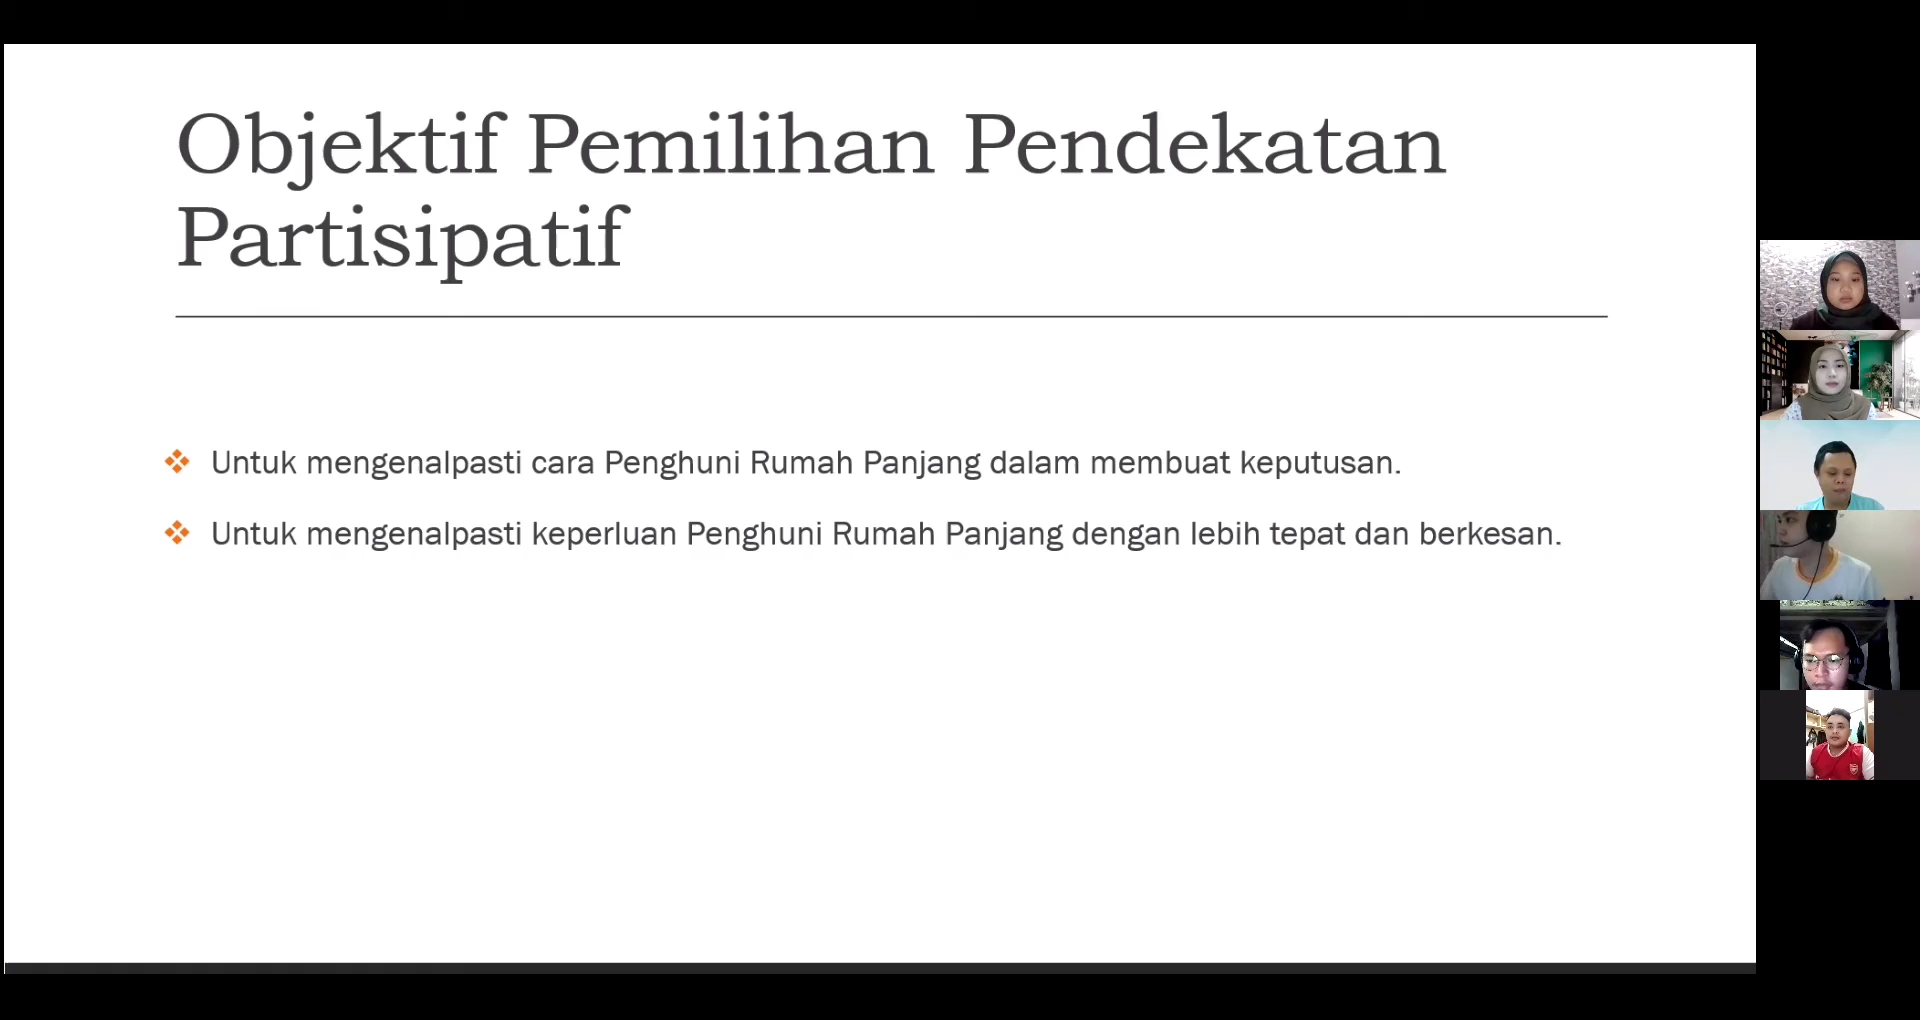 Objektif Pemilihan Pendekatan
Partisipatif
Untuk mengenalpasti cara Penghuni Rumah Panjang dalam membuat keputusan.
Untuk mengenalpasti keperluan Penghuni Rumah Panjang dengan lebih tepat dan berkesan.